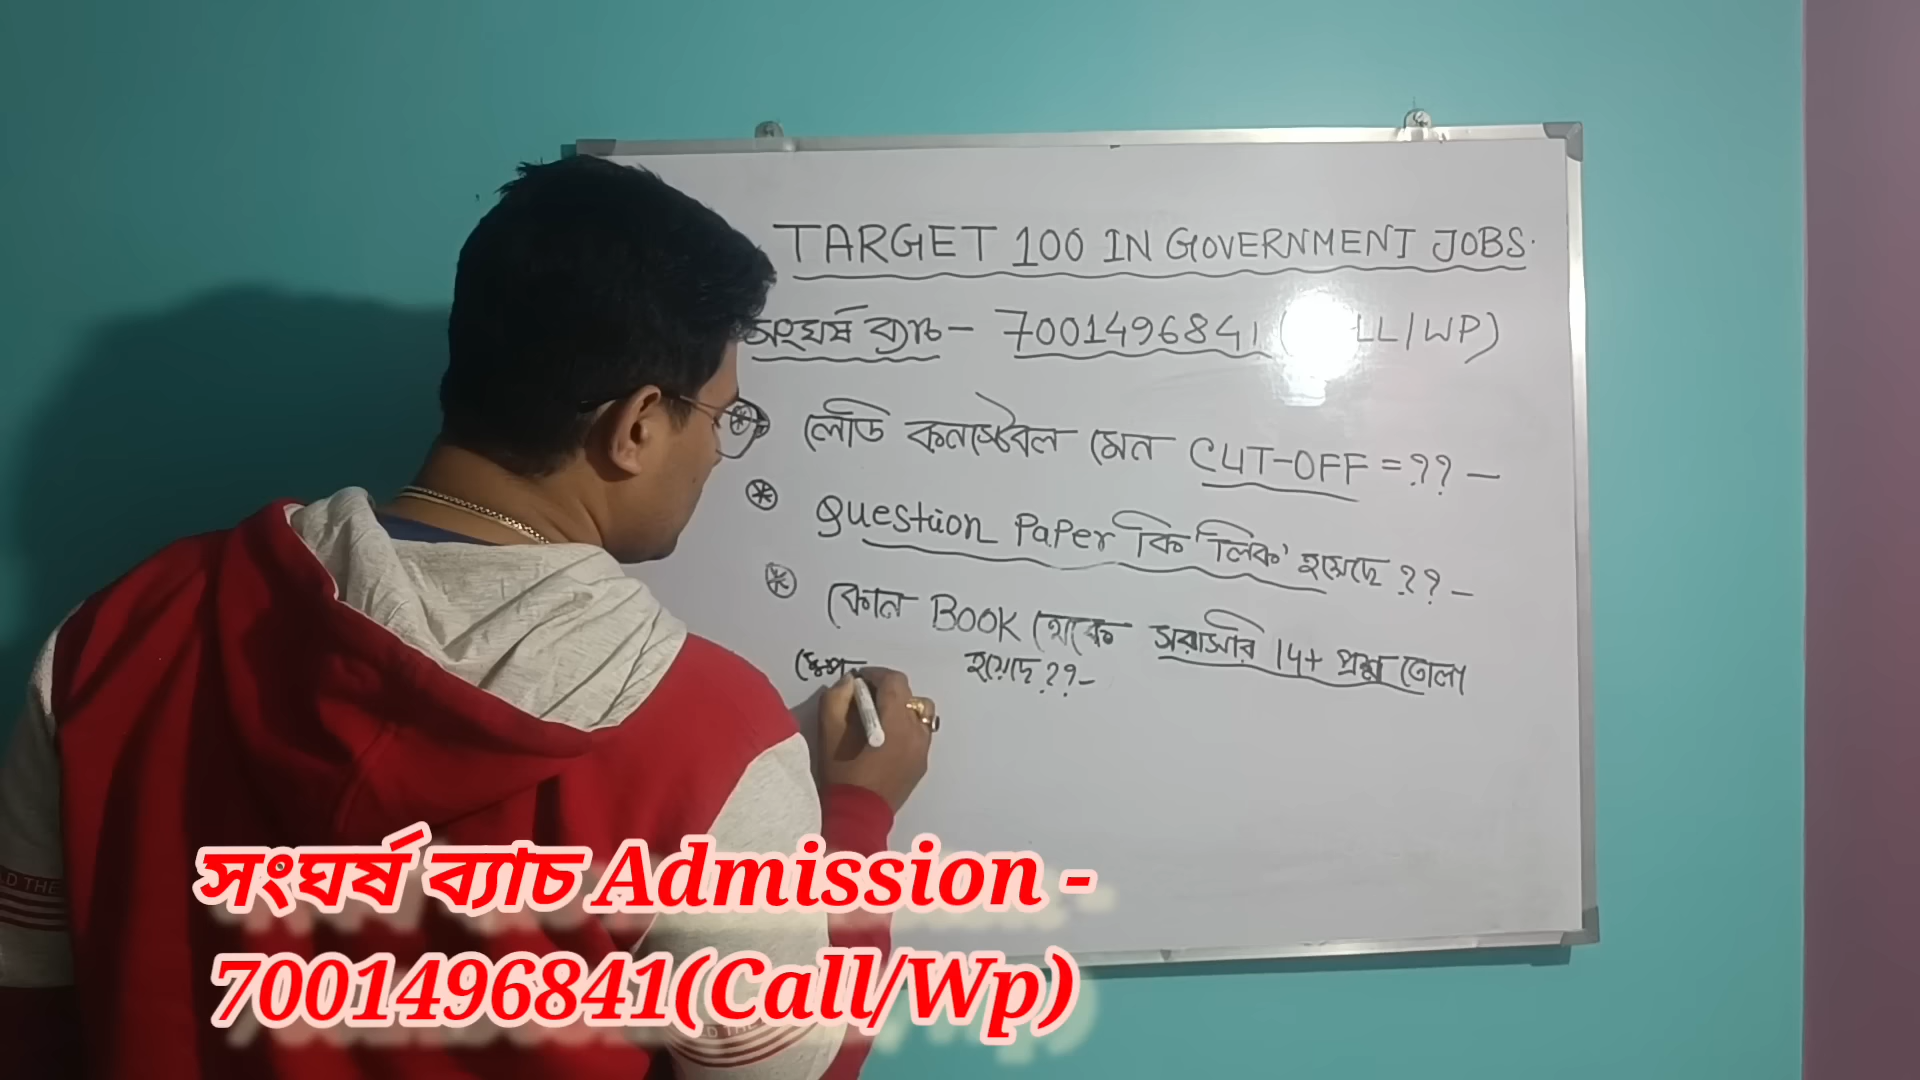 TARGET 100 IN GOVERNMENT JOBS.
সংঘর্ষ ব্যাচ - 7001496841 ( LL/WP)
লেডি কনস্টেবল মেন CUT-OFF = ?? -
Question Paper কি 'লিক' হয়েছে ?? -
কোন BOOK থেকে সরাসরি 14+ প্রশ্ন তোলা
হয়েছে ?? -
সংঘর্ষ ব্যাচ Admission -
7001496841(Call/Wp)